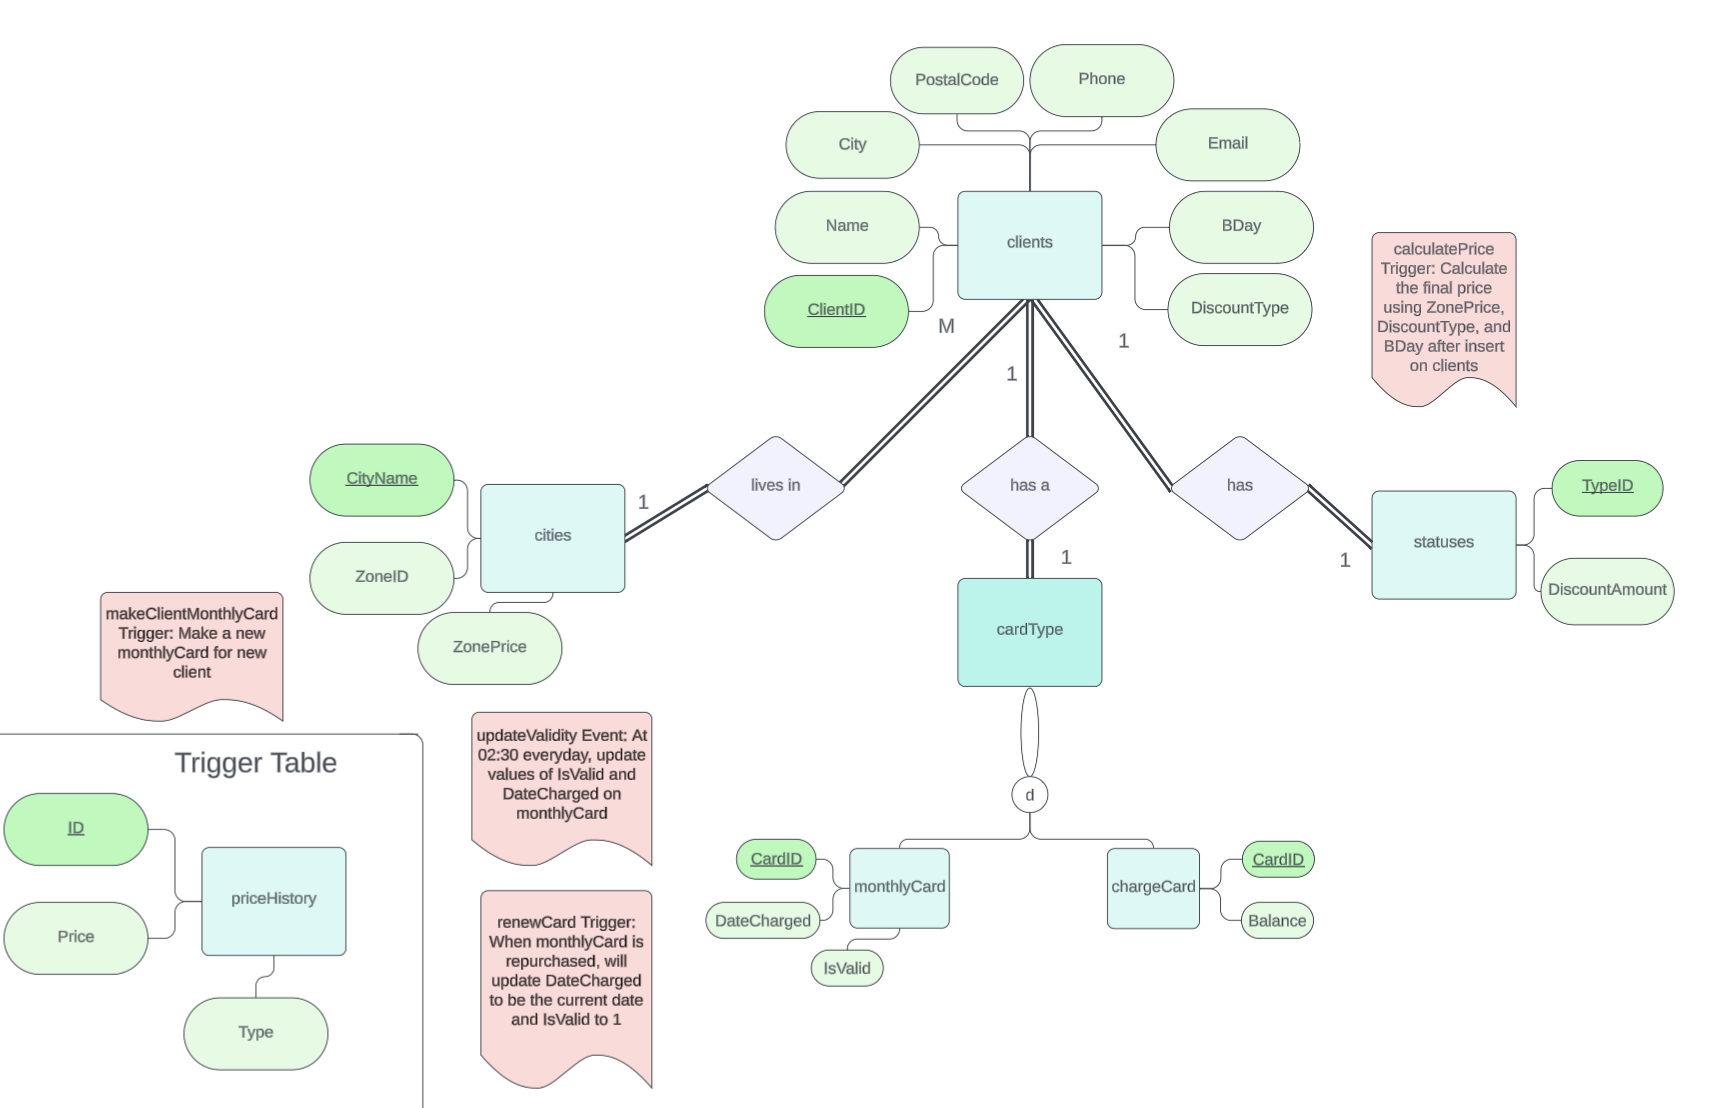 PostalCode
Phone
City
Email
Name
clients
BDay
ClientID
DiscountType
calculatePrice
Trigger: Calculate
the final price
using ZonePrice,
DiscountType, and
BDay after insert
on clients
M
1
1
CityName
lives in
has a
has
TypeID
1
cities
statuses
1
1
ZoneID
DiscountAmount
ZonePrice
cardType
makeClientMonthlyCard
Trigger: Make a new
monthlyCard for new
client
updateValidity Event: At
02:30 everyday, update
values of IsValid and
DateCharged on
monthlyCard
Trigger Table
ID
Price
priceHistory
Type
d
CardID
monthlyCard
DateCharged
IsValid
chargeCard
CardID
Balance
renewCard Trigger:
When monthlyCard is
repurchased, will
update DateCharged
to be the current date
and IsValid to 1